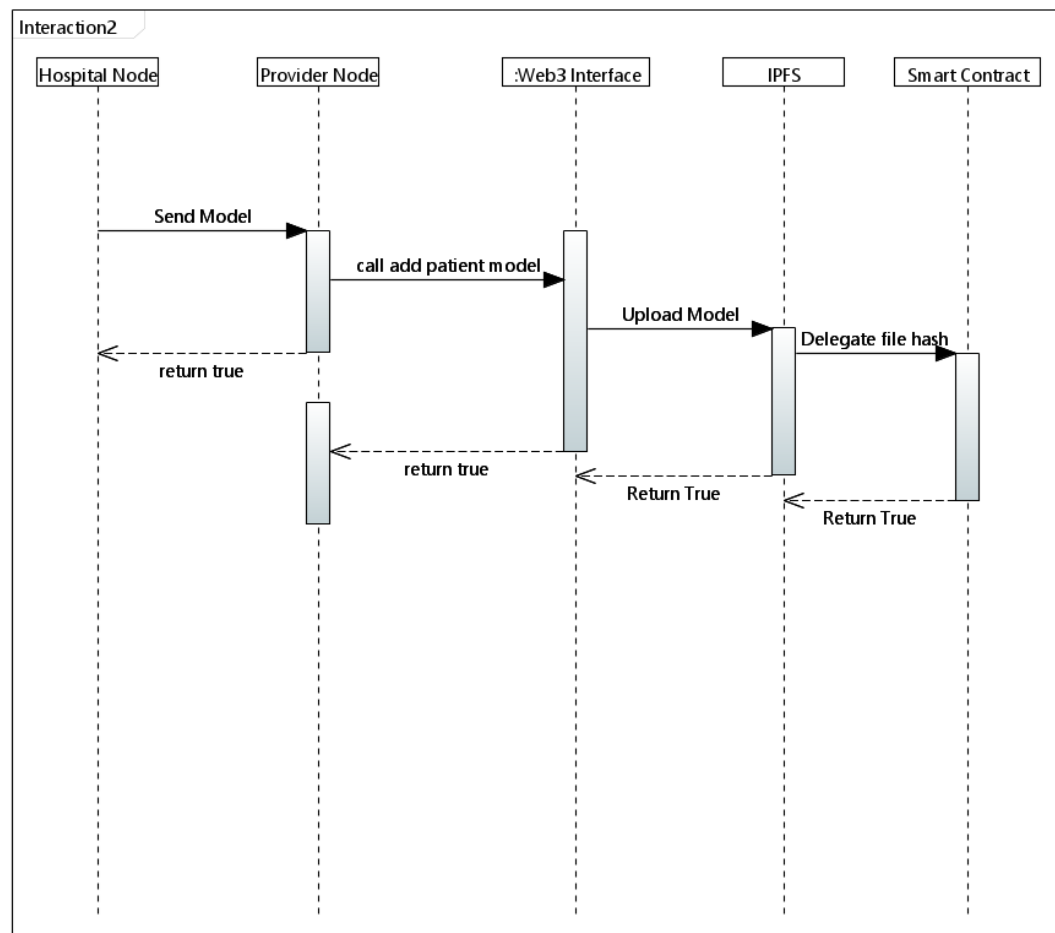 Interaction2
Hospital Node
Provider Node
:Web3 Interface
IPFS
Smart Contract
Send Model
call add patient model
Upload Model
Delegate file hash
return true
return true
Return True
Return True